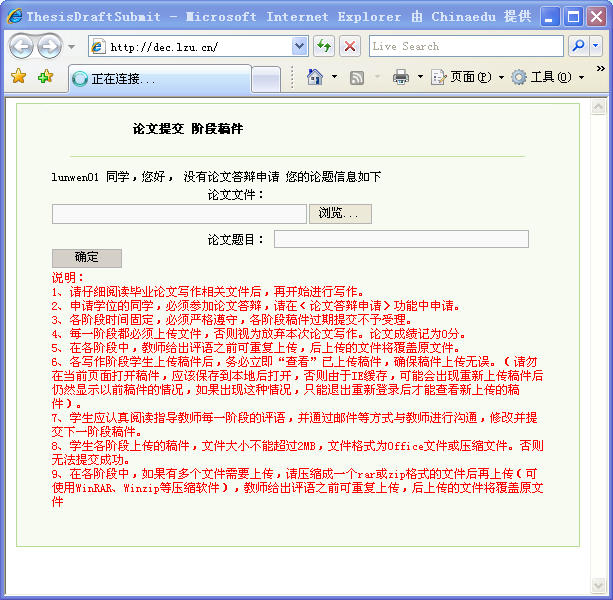 ThesisDraftSubmit - Microsoft Internet Explorer 由 Chinaedu 提供
http://dec.lzu.cn/
Live Search
正在连接...
页面(P)
工具(O)
论文提交 阶段稿件
lunwen01 同学，您好， 没有论文答辩申请 您的论题信息如下
论文文件：
浏览...
论文题目：
确定
说明：
1、请仔细阅读毕业论文写作相关文件后，再开始进行写作。
2、申请学位的同学，必须参加论文答辩，请在<论文答辩申请>功能中申请。
3、各阶段时间固定，必须严格遵守，各阶段稿件过期提交不予受理。
4、每一阶段都必须上传文件，否则视为放弃本次论文写作。论文成绩记为0分。
5、在各阶段中，教师给出评语之前可重复上传，后上传的文件将覆盖原文件。
6、各写作阶段学生上传稿件后，务必立即“查看”已上传稿件，确保稿件上传无误。（请勿
在当前页面打开稿件，应该保存到本地后打开，否则由于IE缓存，可能会出现重新上传稿件后
仍然显示以前稿件的情况，如果出现这种情况，只能退出重新登录后才能查看新上传的稿
件）。
7、学生应认真阅读指导教师每一阶段的评语，并通过邮件等方式与教师进行沟通，修改并提
交下一阶段稿件。
8、学生各阶段上传的稿件，文件大小不能超过2MB，文件格式为Office文件或压缩文件。否则
无法提交成功。
9、在各阶段中，如果有多个文件需要上传，请压缩成一个rar或zip格式的文件后再上传（可
使用WinRAR、Winzip等压缩软件），教师给出评语之前可重复上传，后上传的文件将覆盖原文
件